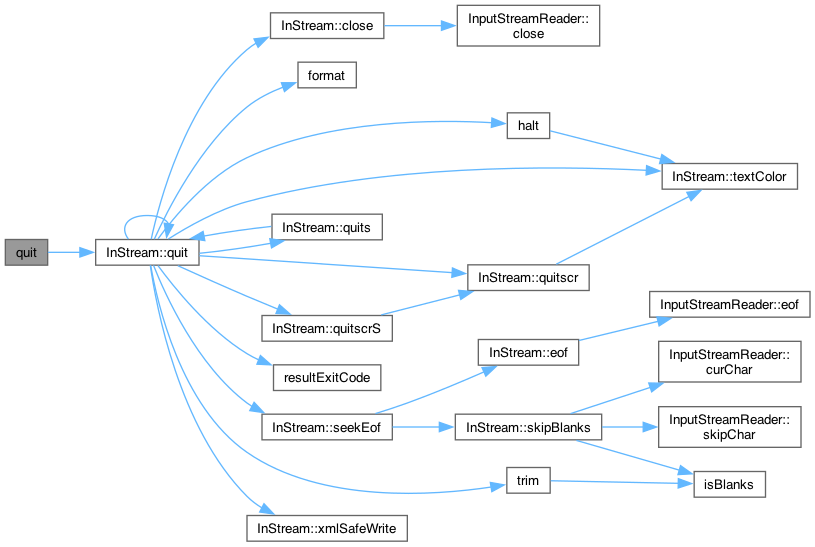 quit
InStream::quit
InStream::close
format
halt
InStream::textColor
InStream::quits
InStream::quitscr
InStream::quitscrS
resultExitCode
InStream::seekEof
trim
InStream::xmlSafeWrite
InputStreamReader::
close
InStream::eof
InStream::skipBlanks
InputStreamReader::eof
InputStreamReader::
curChar
InputStreamReader::
skipChar
isBlanks